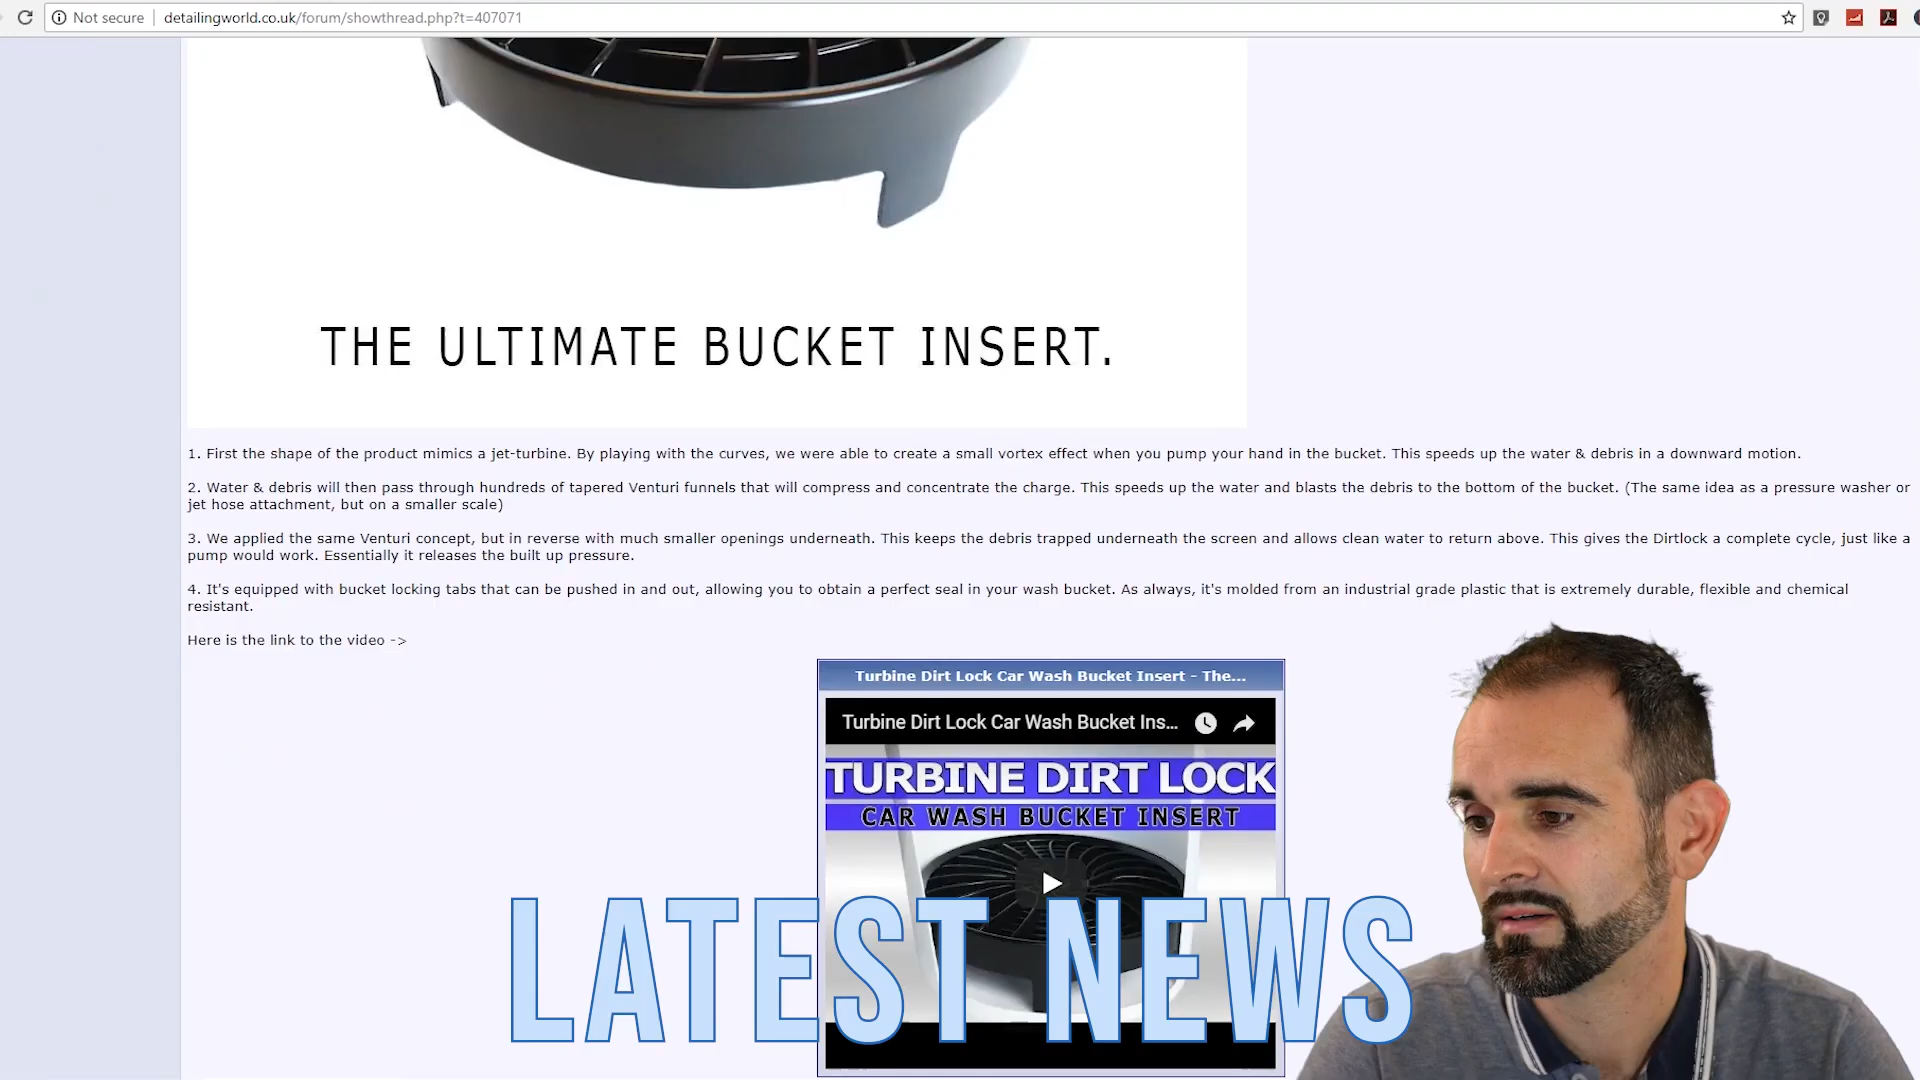 Not secure
detailingworld.co.uk/forum/showthread.php?t=407071
THE ULTIMATE BUCKET INSERT.
1. First the shape of the product mimics a jet-turbine. By playing with the curves, we were able to create a small vortex effect when you pump your hand in the bucket. This speeds up the water & debris in a downward motion.
2. Water & debris will then pass through hundreds of tapered Venturi funnels that will compress and concentrate the charge. This speeds up the water and blasts the debris to the bottom of the bucket. (The same idea as a pressure washer or
jet hose attachment, but on a smaller scale)
3. We applied the same Venturi concept, but in reverse with much smaller openings underneath. This keeps the debris trapped underneath the screen and allows clean water to return above. This gives the Dirtlock a complete cycle, just like a
pump would work. Essentially it releases the built up pressure.
4. It's equipped with bucket locking tabs that can be pushed in and out, allowing you to obtain a perfect seal in your wash bucket. As always, it's molded from an industrial grade plastic that is extremely durable, flexible and chemical
resistant.
Here is the link to the video ->
Turbine Dirt Lock Car Wash Bucket Insert - The...
Turbine Dirt Lock Car Wash Bucket Ins...
TURBINE DIRT LOCK
CAR WASH BUCKET INSERT
LATEST NEWS